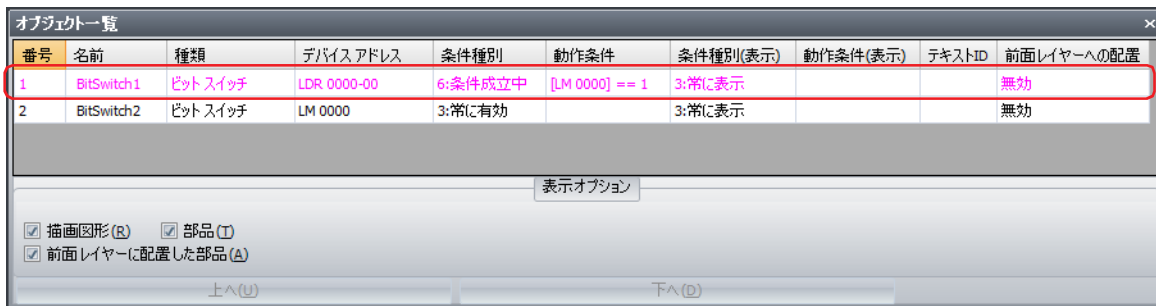 オブジェクト一覧
番号 名前 種類 デバイスアドレス 条件種別 動作条件 条件種別(表示) 動作条件(表示) テキストID 前面レイヤーへの配置
1 BitSwitch1 ビットスイッチ LDR 0000-00 6:条件成立中 [LM 0000] == 1 3:常に表示 無効
2 BitSwitch2 ビットスイッチ LM 0000 3:常に有効 3:常に表示 無効
表示オプション
描画図形(R) 部品(T)
前面レイヤーに配置した部品(A)
上へ(U) 下へ(D)